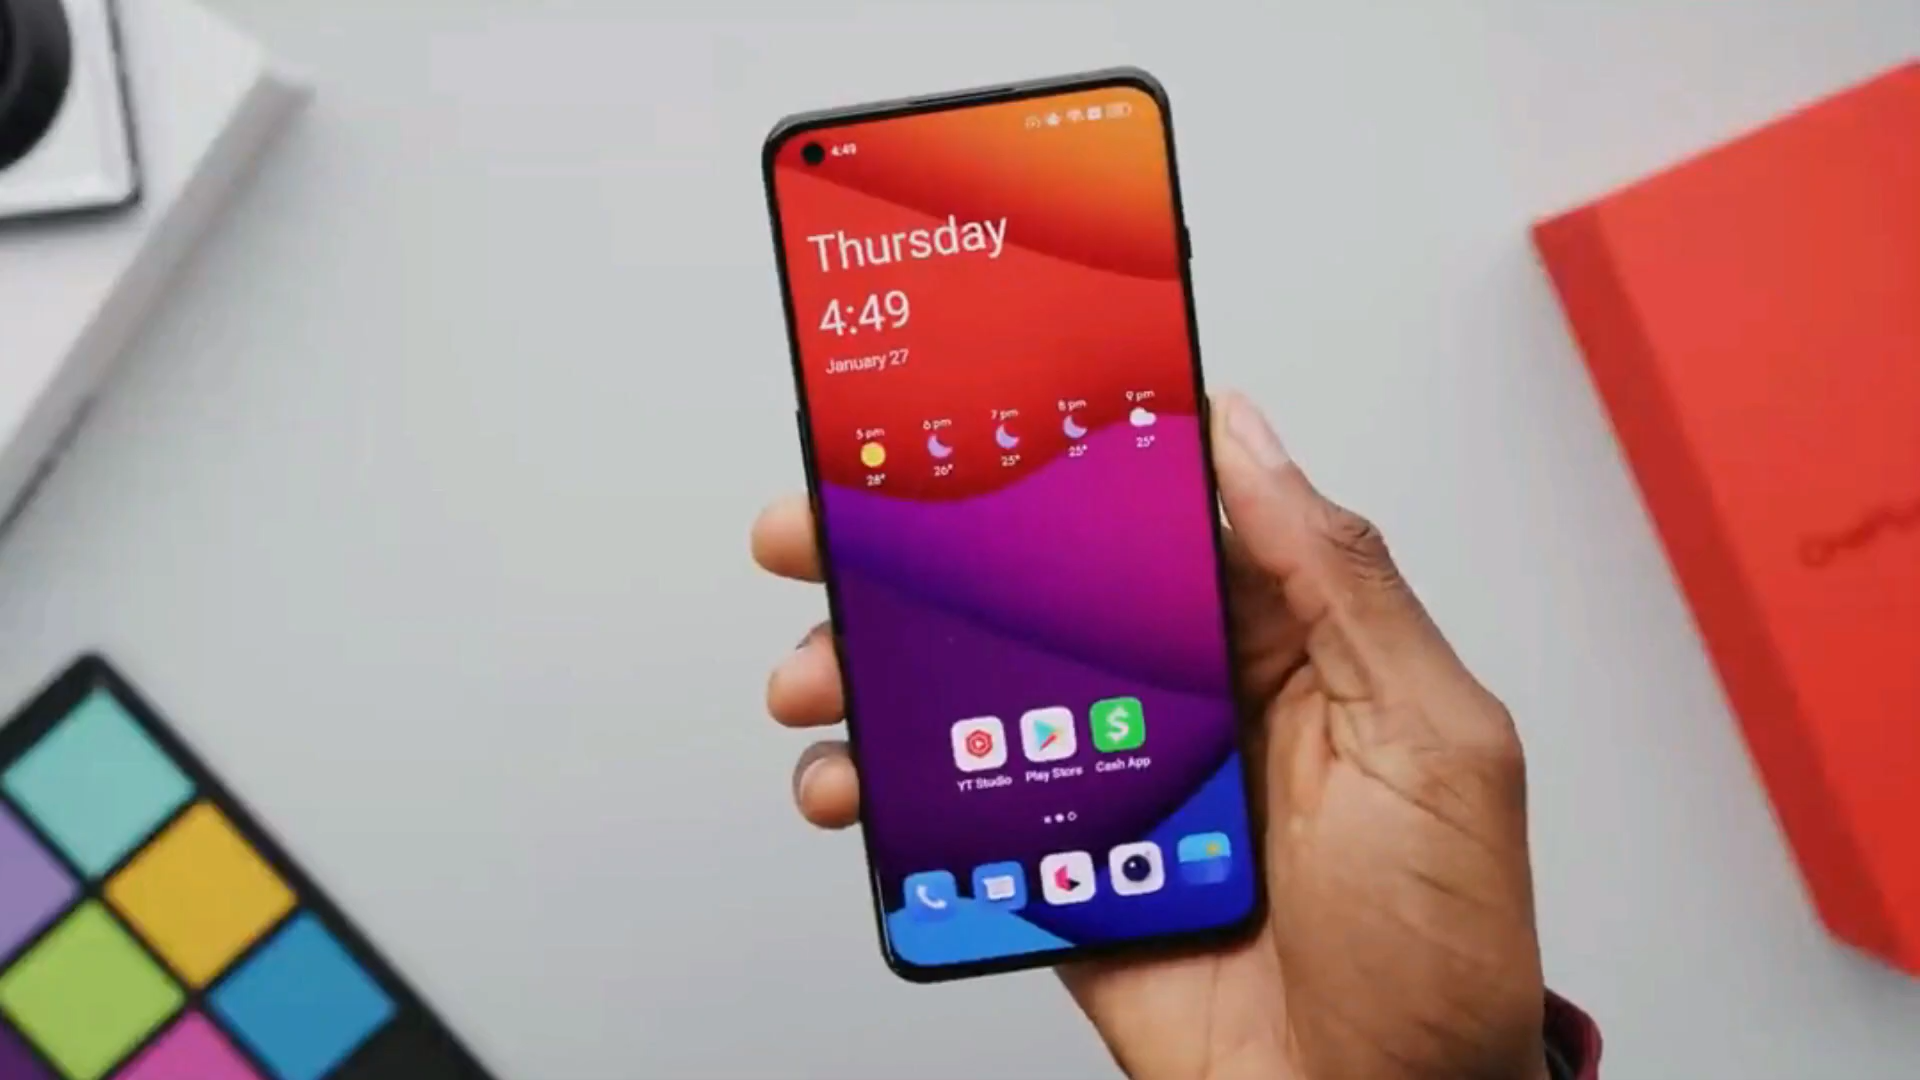 4:49
Thursday
4:49
January 27
5 pm 6 pm 7 pm 8 pm 9 pm
28° 26° 25° 25° 25°
YT Studio Play Store Cash App